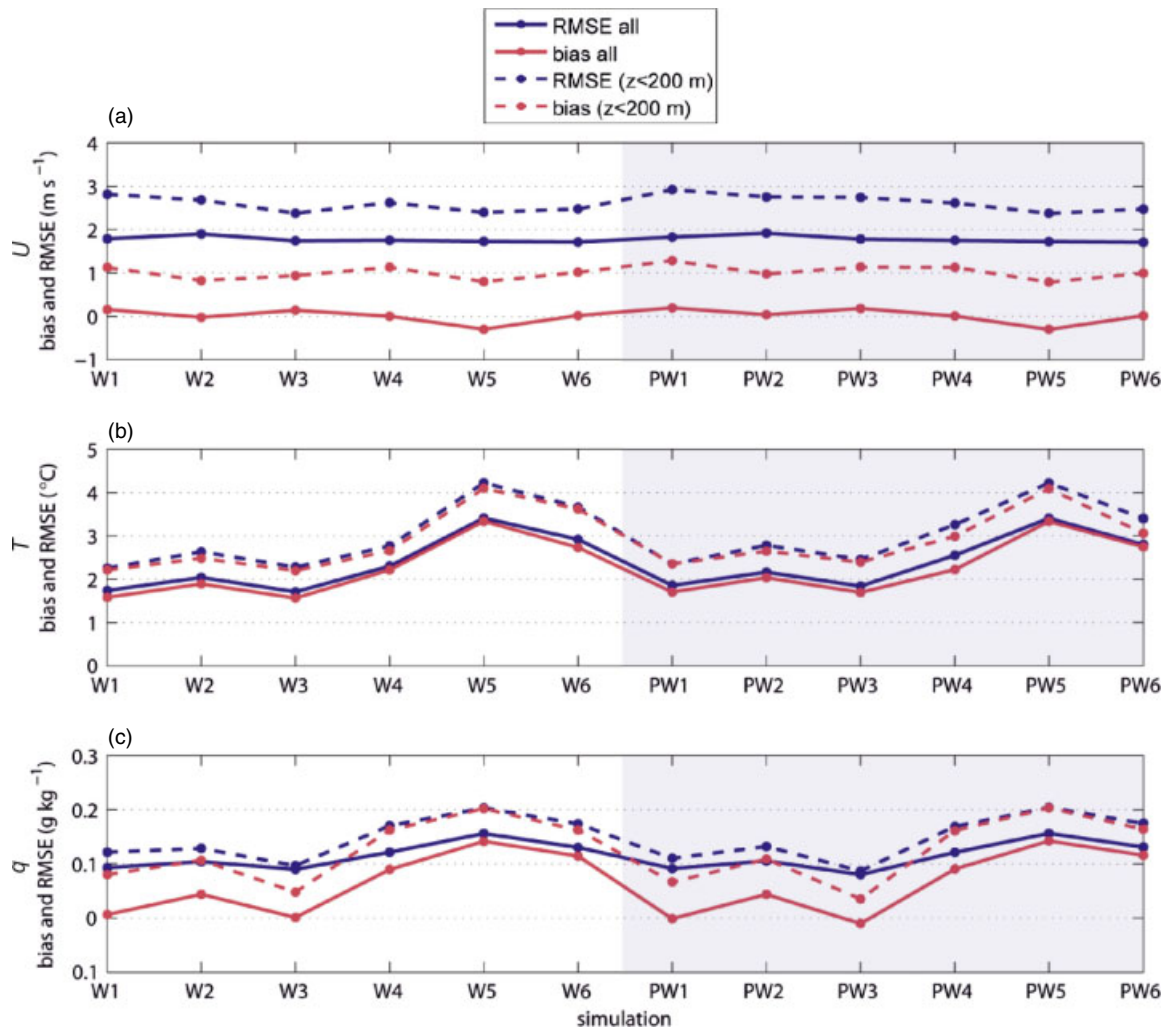 RMSE all
bias all
RMSE (z<200 m)
bias (z<200 m)
(a)
U
bias and RMSE (m s⁻¹)
4
3
2
1
0
−1
W1 W2 W3 W4 W5 W6 PW1 PW2 PW3 PW4 PW5 PW6
(b)
T
bias and RMSE (°C)
5
4
3
2
1
0
W1 W2 W3 W4 W5 W6 PW1 PW2 PW3 PW4 PW5 PW6
(c)
q
bias and RMSE (g kg⁻¹)
0.3
0.2
0.1
0
0.1
W1 W2 W3 W4 W5 W6 PW1 PW2 PW3 PW4 PW5 PW6
simulation